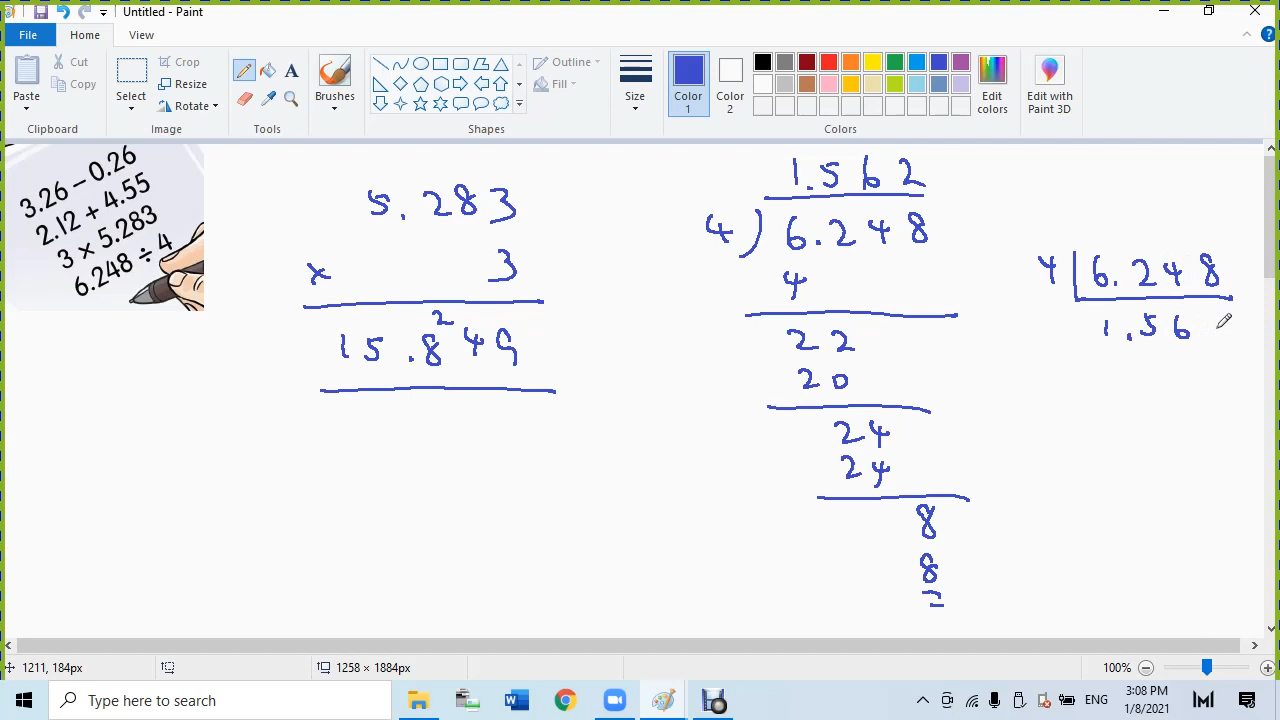 Untitled - Paint
File
Home
View
Paste
Cut
Copy
Clipboard
Select
Crop
Resize
Rotate
Image
Tools
Brushes
Shapes
Outline
Fill
Size
Color
1
Color
2
Colors
Edit
colors
Edit with
Paint 3D
3.26 – 0.26
2.12 + 4.55
3 × 5.283
6.248 ÷ 4
5.283
× 3
2
15.849
1.562
4)6.248
4
22
20
24
24
8
8
4|6.248
1.56
1211, 184px
1258 × 1884px
100%
Type here to search
ENG
3:08 PM
1/8/2021